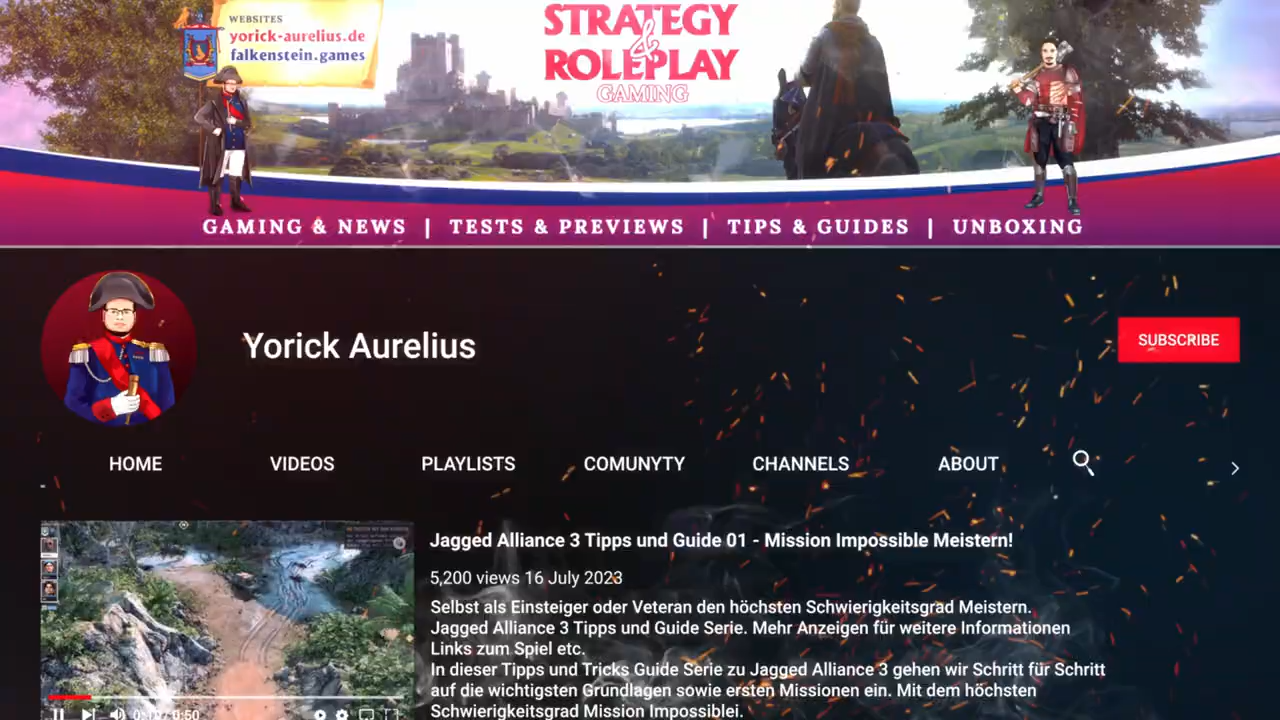 WEBSITES
yorick-aurelius.de
falkenstein.games
STRATEGY
&
ROLEPLAY
GAMING
GAMING & NEWS | TESTS & PREVIEWS | TIPS & GUIDES | UNBOXING
Yorick Aurelius
SUBSCRIBE
HOME VIDEOS PLAYLISTS COMUNYTY CHANNELS ABOUT
Jagged Alliance 3 Tipps und Guide 01 - Mission Impossible Meistern!
5,200 views 16 July 2023
Selbst als Einsteiger oder Veteran den höchsten Schwierigkeitsgrad Meistern.
Jagged Alliance 3 Tipps und Guide Serie. Mehr Anzeigen für weitere Informationen
Links zum Spiel etc.
In dieser Tipps und Tricks Guide Serie zu Jagged Alliance 3 gehen wir Schritt für Schritt
auf die wichtigsten Grundlagen sowie ersten Missionen ein. Mit dem höchsten
Schwierigkeitsgrad Mission Impossiblei.